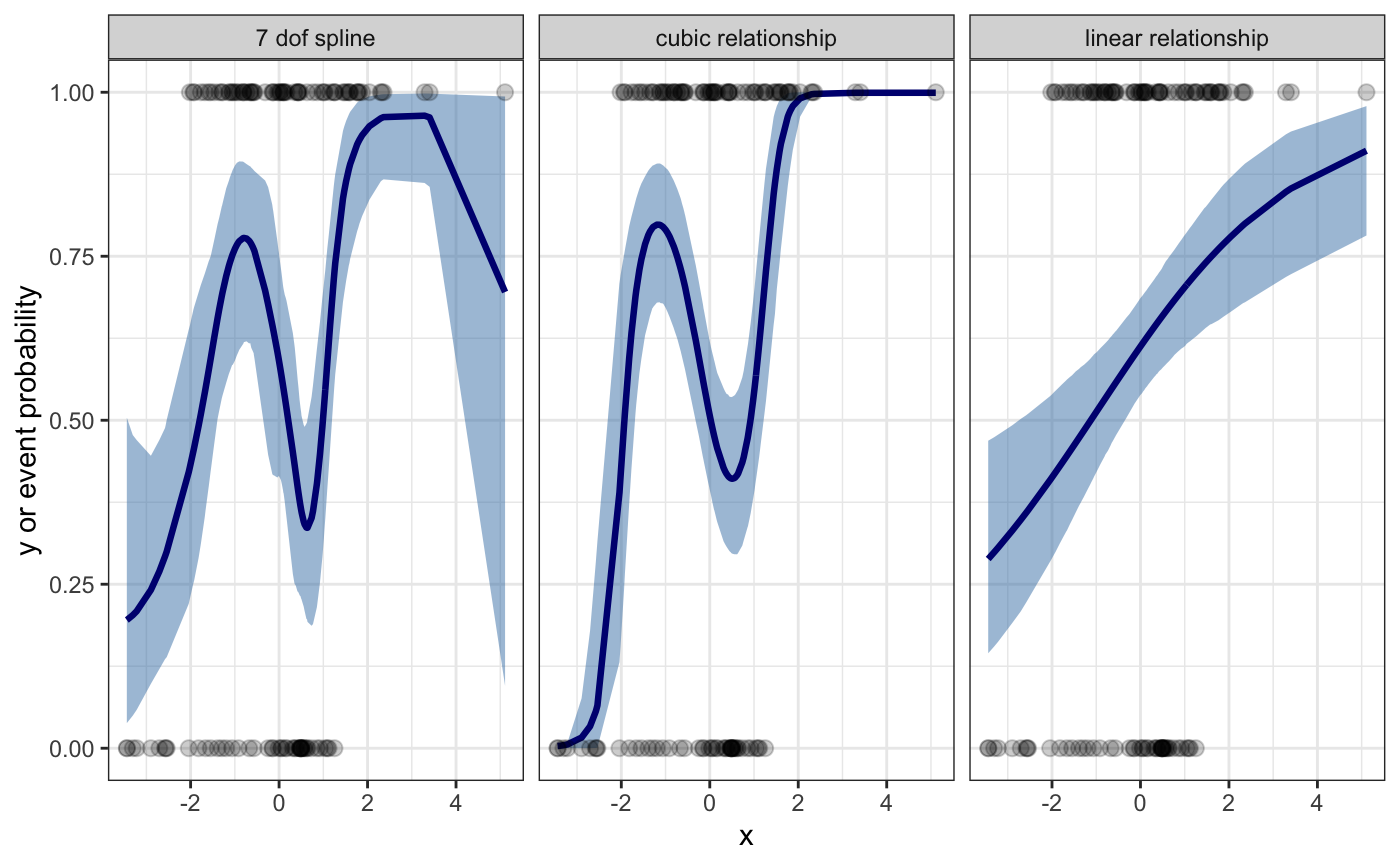 7 dof spline
cubic relationship
linear relationship
y or event probability
1.00
0.75
0.50
0.25
0.00
-2 0 2 4
-2 0 2 4
-2 0 2 4
x